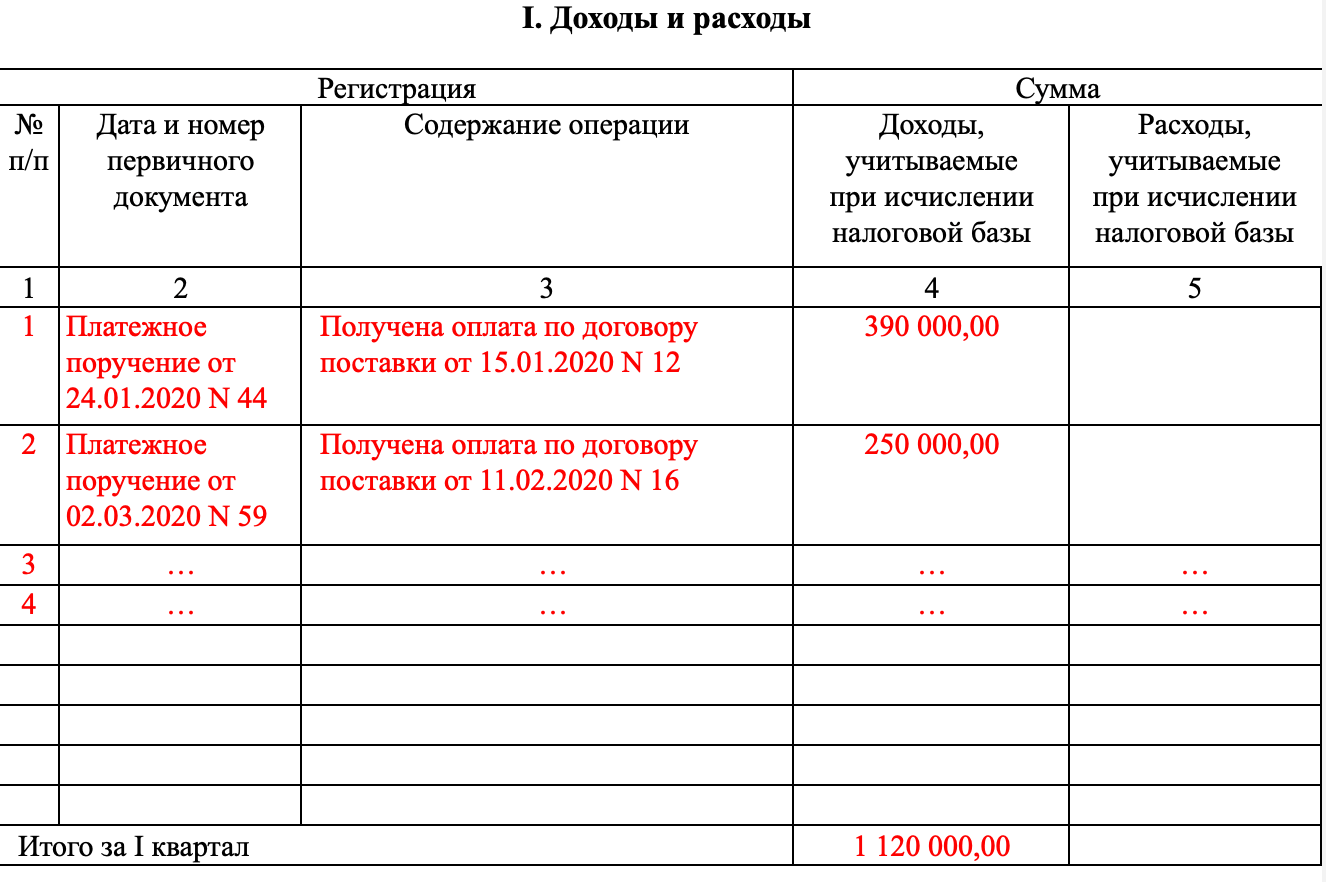 I. Доходы и расходы
Регистрация
Сумма
№
п/п
Дата и номер
первичного
документа
Содержание операции
Доходы,
учитываемые
при исчислении
налоговой базы
Расходы,
учитываемые
при исчислении
налоговой базы
1
2
3
4
5
1
Платежное
поручение от
24.01.2020 N 44
Получена оплата по договору
поставки от 15.01.2020 N 12
390 000,00
2
Платежное
поручение от
02.03.2020 N 59
Получена оплата по договору
поставки от 11.02.2020 N 16
250 000,00
3
…
…
…
…
4
…
…
…
…
Итого за I квартал
1 120 000,00